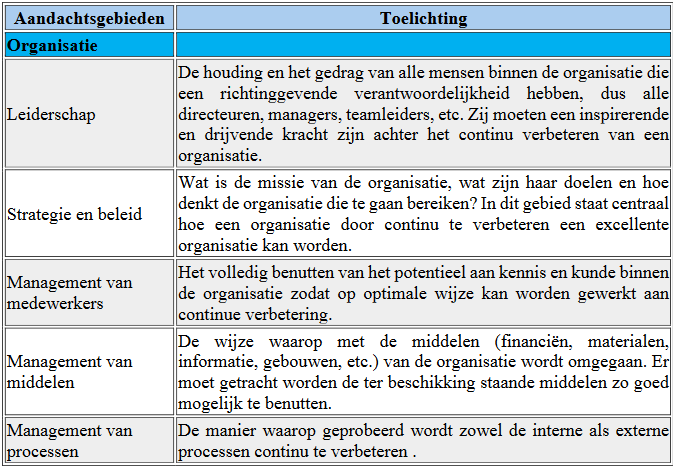 Aandachtsgebieden Toelichting
Organisatie
Leiderschap
De houding en het gedrag van alle mensen binnen de organisatie die
een richtinggevende verantwoordelijkheid hebben, dus alle
directeuren, managers, teamleiders, etc. Zij moeten een inspirerende
en drijvende kracht zijn achter het continu verbeteren van een
organisatie.
Strategie en beleid
Wat is de missie van de organisatie, wat zijn haar doelen en hoe
denkt de organisatie die te gaan bereiken? In dit gebied staat centraal
hoe een organisatie door continu te verbeteren een excellente
organisatie kan worden.
Management van
medewerkers
Het volledig benutten van het potentieel aan kennis en kunde binnen
de organisatie zodat op optimale wijze kan worden gewerkt aan
continue verbetering.
Management van
middelen
De wijze waarop met de middelen (financiën, materialen,
informatie, gebouwen, etc.) van de organisatie wordt omgegaan. Er
moet getracht worden de ter beschikking staande middelen zo goed
mogelijk te benutten.
Management van
processen
De manier waarop geprobeerd wordt zowel de interne als externe
processen continu te verbeteren .